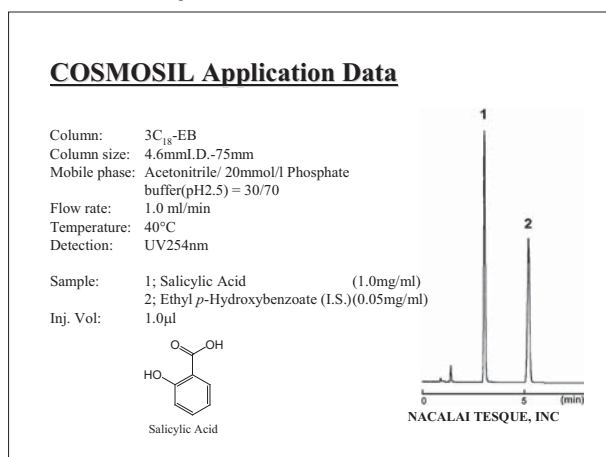 COSMOSIL Application Data
Column: 3C18-EB
Column size: 4.6mmI.D.-75mm
Mobile phase: Acetonitrile/ 20mmol/l Phosphate
buffer(pH2.5) = 30/70
Flow rate: 1.0 ml/min
Temperature: 40°C
Detection: UV254nm
Sample: 1; Salicylic Acid (1.0mg/ml)
2; Ethyl p-Hydroxybenzoate (I.S.)(0.05mg/ml)
Inj. Vol: 1.0µl
O OH
HO
Salicylic Acid
1
2
0 5 (min)
NACALAI TESQUE, INC